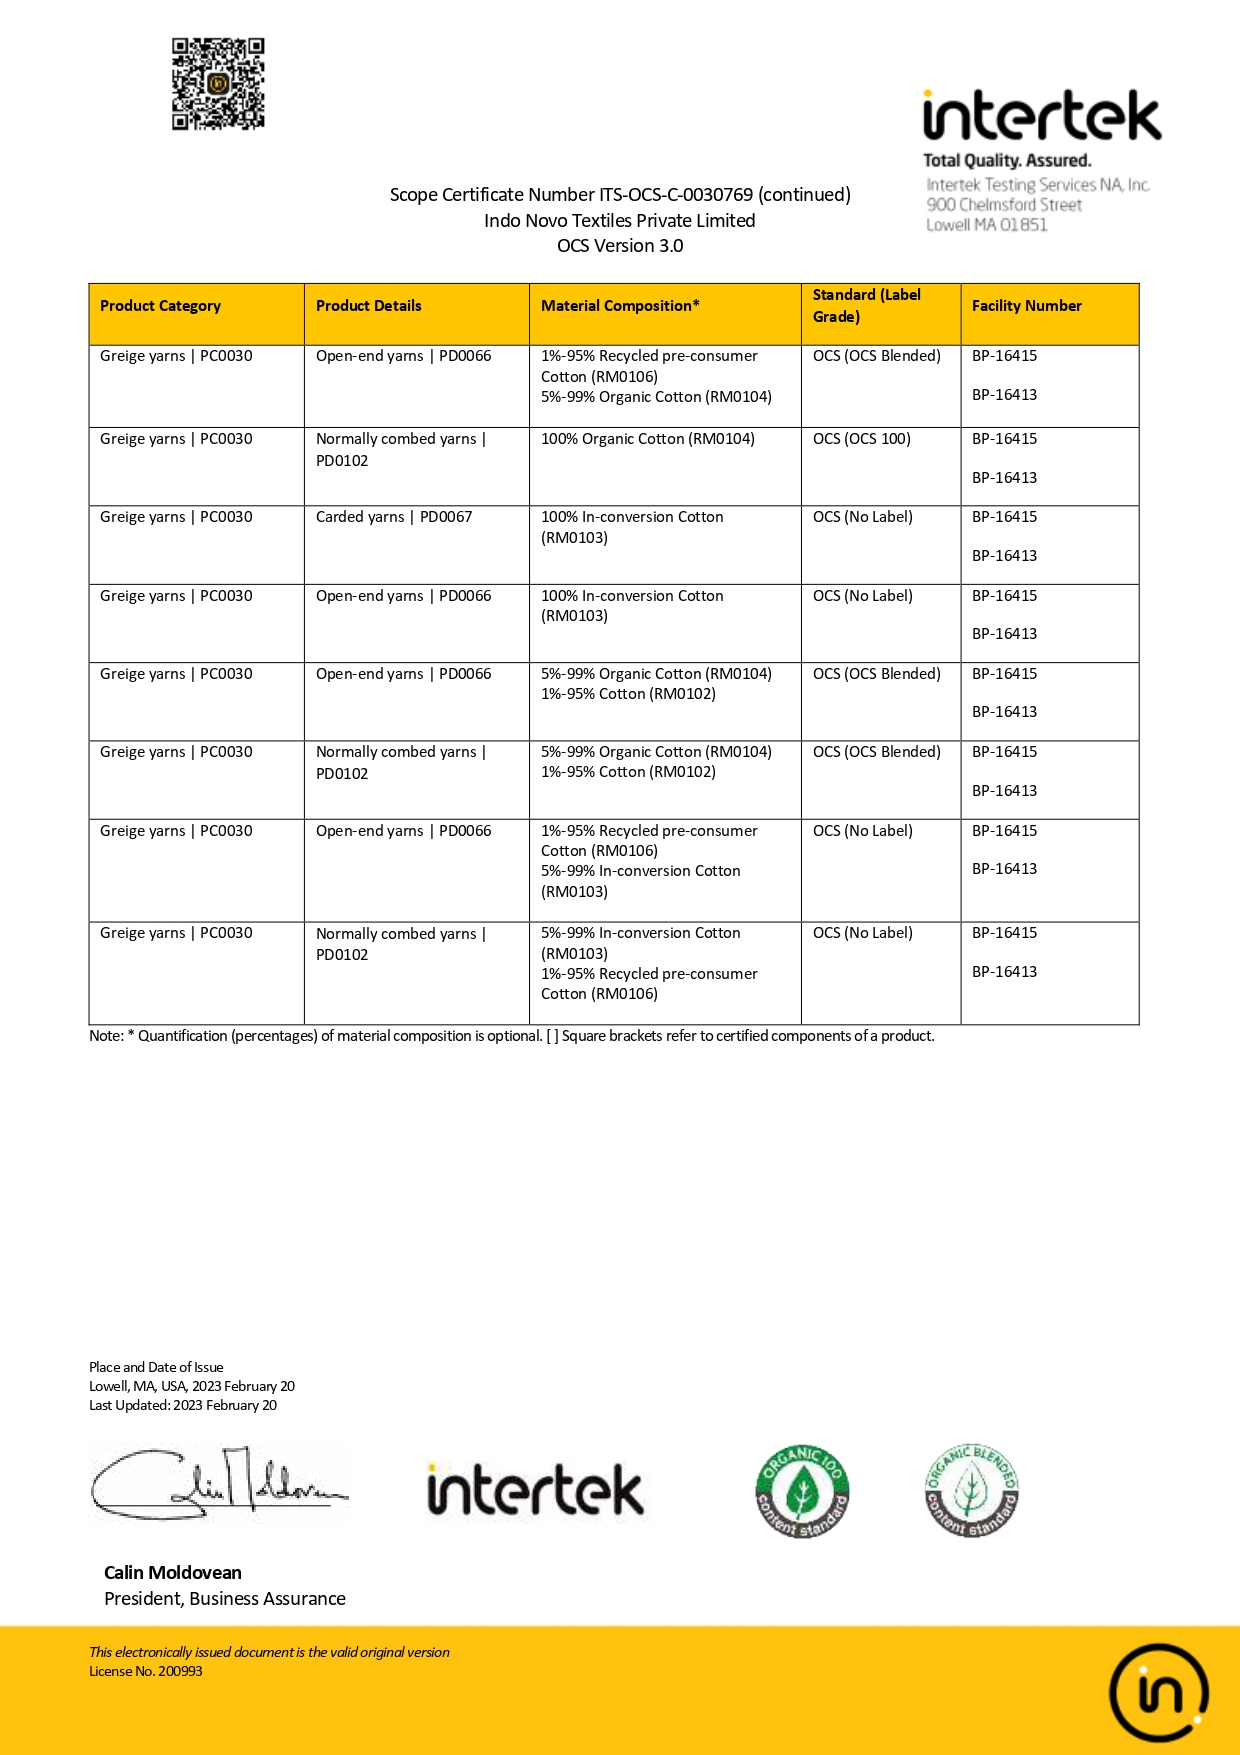 intertek
Total Quality. Assured.
Intertek Testing Services NA, Inc.
900 Chelmsford Street
Lowell MA 01851
Scope Certificate Number ITS-OCS-C-0030769 (continued)
Indo Novo Textiles Private Limited
OCS Version 3.0
Product Category | Product Details | Material Composition* | Standard (Label Grade) | Facility Number
Greige yarns | PC0030
Open-end yarns | PD0066
1%-95% Recycled pre-consumer
Cotton (RM0106)
5%-99% Organic Cotton (RM0104)
OCS (OCS Blended)
BP-16415
BP-16413
Greige yarns | PC0030
Normally combed yarns |
PD0102
100% Organic Cotton (RM0104)
OCS (OCS 100)
BP-16415
BP-16413
Greige yarns | PC0030
Carded yarns | PD0067
100% In-conversion Cotton
(RM0103)
OCS (No Label)
BP-16415
BP-16413
Greige yarns | PC0030
Open-end yarns | PD0066
100% In-conversion Cotton
(RM0103)
OCS (No Label)
BP-16415
BP-16413
Greige yarns | PC0030
Open-end yarns | PD0066
5%-99% Organic Cotton (RM0104)
1%-95% Cotton (RM0102)
OCS (OCS Blended)
BP-16415
BP-16413
Greige yarns | PC0030
Normally combed yarns |
PD0102
5%-99% Organic Cotton (RM0104)
1%-95% Cotton (RM0102)
OCS (OCS Blended)
BP-16415
BP-16413
Greige yarns | PC0030
Open-end yarns | PD0066
1%-95% Recycled pre-consumer
Cotton (RM0106)
5%-99% In-conversion Cotton
(RM0103)
OCS (No Label)
BP-16415
BP-16413
Greige yarns | PC0030
Normally combed yarns |
PD0102
5%-99% In-conversion Cotton
(RM0103)
1%-95% Recycled pre-consumer
Cotton (RM0106)
OCS (No Label)
BP-16415
BP-16413
Note: * Quantification (percentages) of material composition is optional. [ ] Square brackets refer to certified components of a product.
Place and Date of Issue
Lowell, MA, USA, 2023 February 20
Last Updated: 2023 February 20
Calin Moldovean
intertek
ORGANIC 100 content standard
ORGANIC BLENDED content standard
Calin Moldovean
President, Business Assurance
This electronically issued document is the valid original version
License No. 200993
in